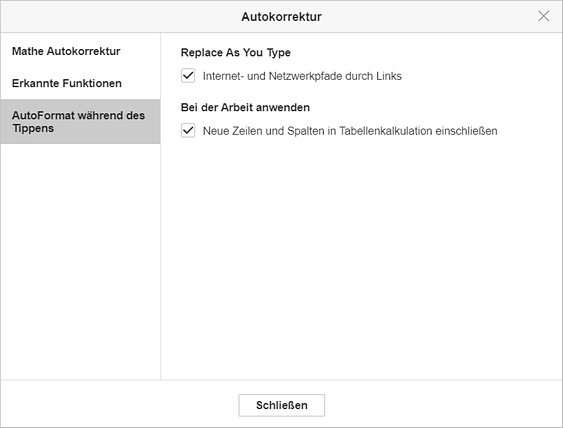 Autokorrektur
Mathe Autokorrektur
Erkannte Funktionen
AutoFormat während des
Tippens
Replace As You Type
Internet- und Netzwerkpfade durch Links
Bei der Arbeit anwenden
Neue Zeilen und Spalten in Tabellenkalkulation einschließen
Schließen